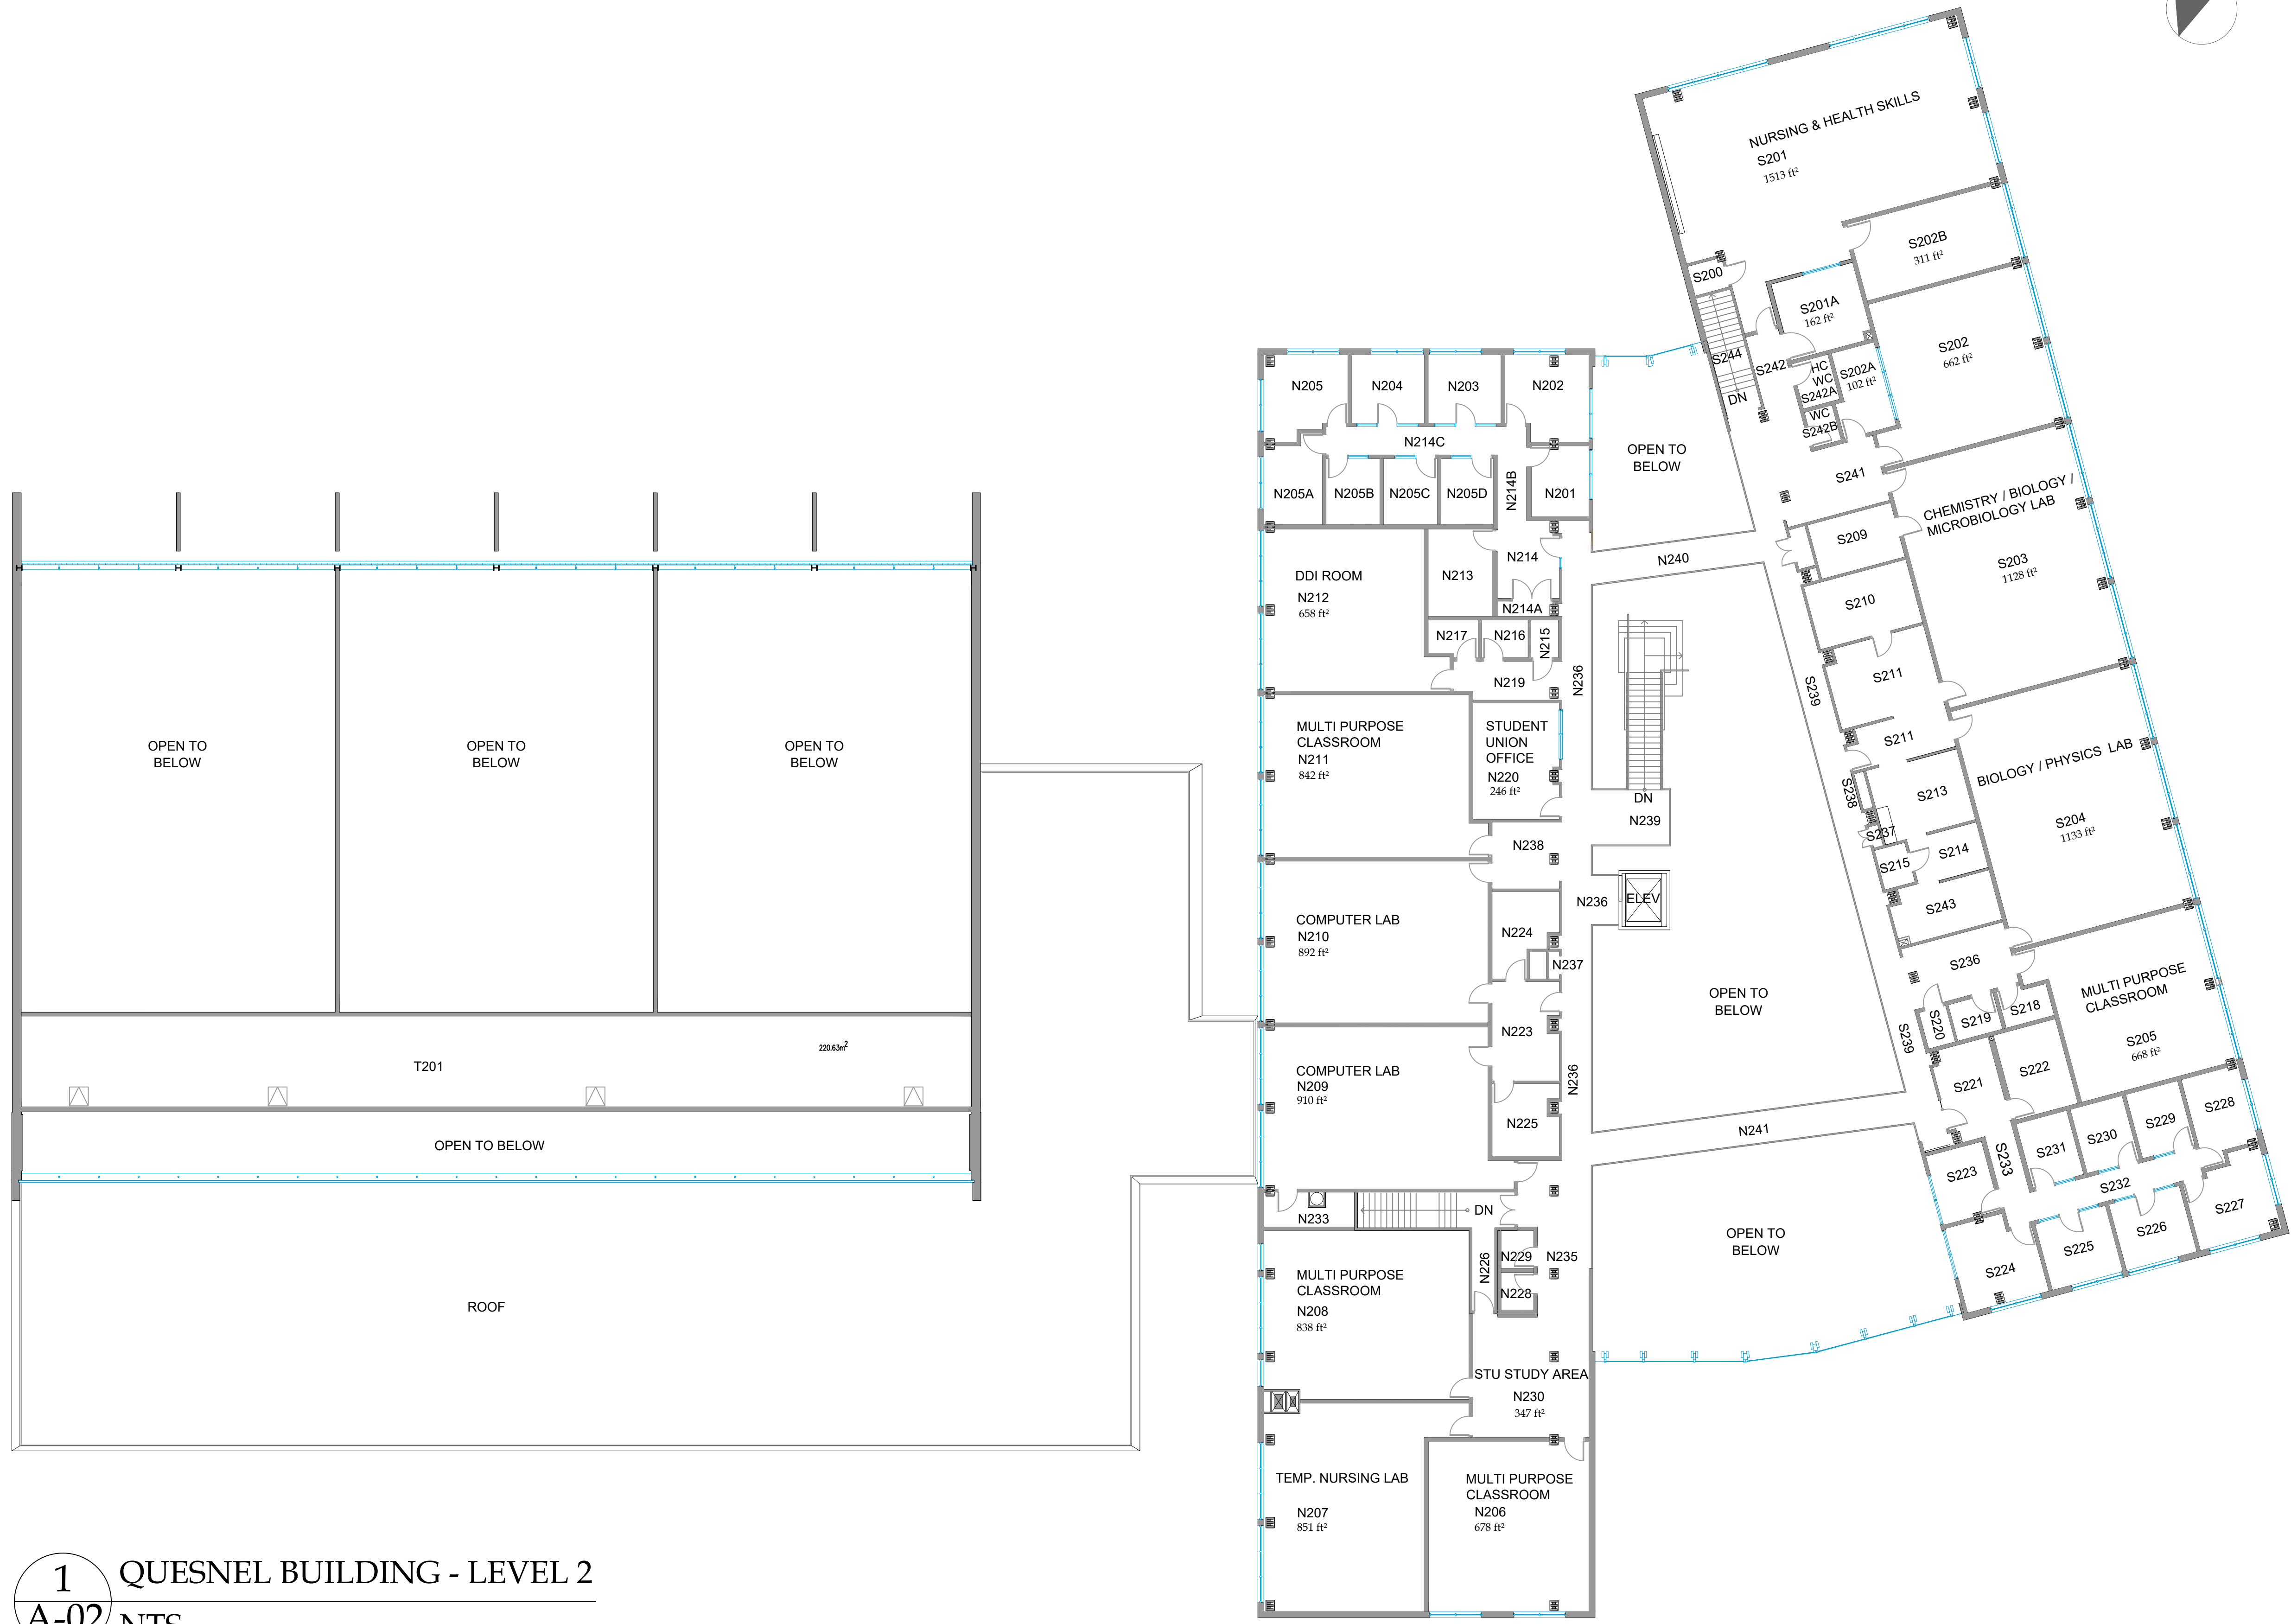 NURSING & HEALTH SKILLS
S201
1513 ft²
S202B
311 ft²
S200
S201A
162 ft²
S202
662 ft²
S244
S242
HC
WC
S242A
S202A
102 ft²
DN
WC
S242B
S241
CHEMISTRY / BIOLOGY /
MICROBIOLOGY LAB
S203
1128 ft²
S209
S210
S211
S239
S211
BIOLOGY / PHYSICS LAB
S204
1133 ft²
S213
S238
S237
S214
S215
S243
S236
MULTI PURPOSE
CLASSROOM
S205
668 ft²
S218
S219
S220
S239
S221
S222
S228
S229
S230
S231
S233
S223
S232
S227
S226
S225
S224
N205
N204
N203
N202
N214C
N205A
N205B
N205C
N205D
N214B
N201
OPEN TO
BELOW
N240
DDI ROOM
N212
658 ft²
N213
N214
N214A
N217
N216
N215
N219
N236
MULTI PURPOSE
CLASSROOM
N211
842 ft²
STUDENT
UNION
OFFICE
N220
246 ft²
DN
N239
N238
COMPUTER LAB
N210
892 ft²
N224
N236
ELEV
N237
N223
OPEN TO
BELOW
COMPUTER LAB
N209
910 ft²
N236
N225
N241
N233
DN
N226
N229
N235
N228
OPEN TO
BELOW
MULTI PURPOSE
CLASSROOM
N208
838 ft²
STU STUDY AREA
N230
347 ft²
TEMP. NURSING LAB
N207
851 ft²
MULTI PURPOSE
CLASSROOM
N206
678 ft²
OPEN TO
BELOW
OPEN TO
BELOW
OPEN TO
BELOW
T201
220.63m²
OPEN TO BELOW
ROOF
1
QUESNEL BUILDING - LEVEL 2
A-02
NTS